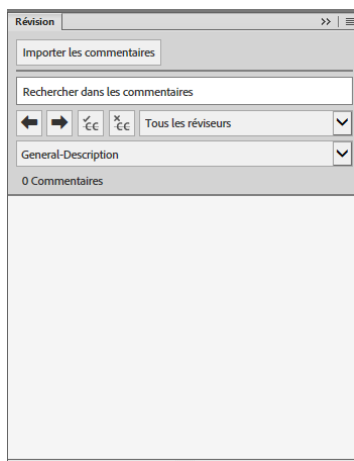 Révision
Importer les commentaires
Rechercher dans les commentaires
Tous les réviseurs
General-Description
0 Commentaires